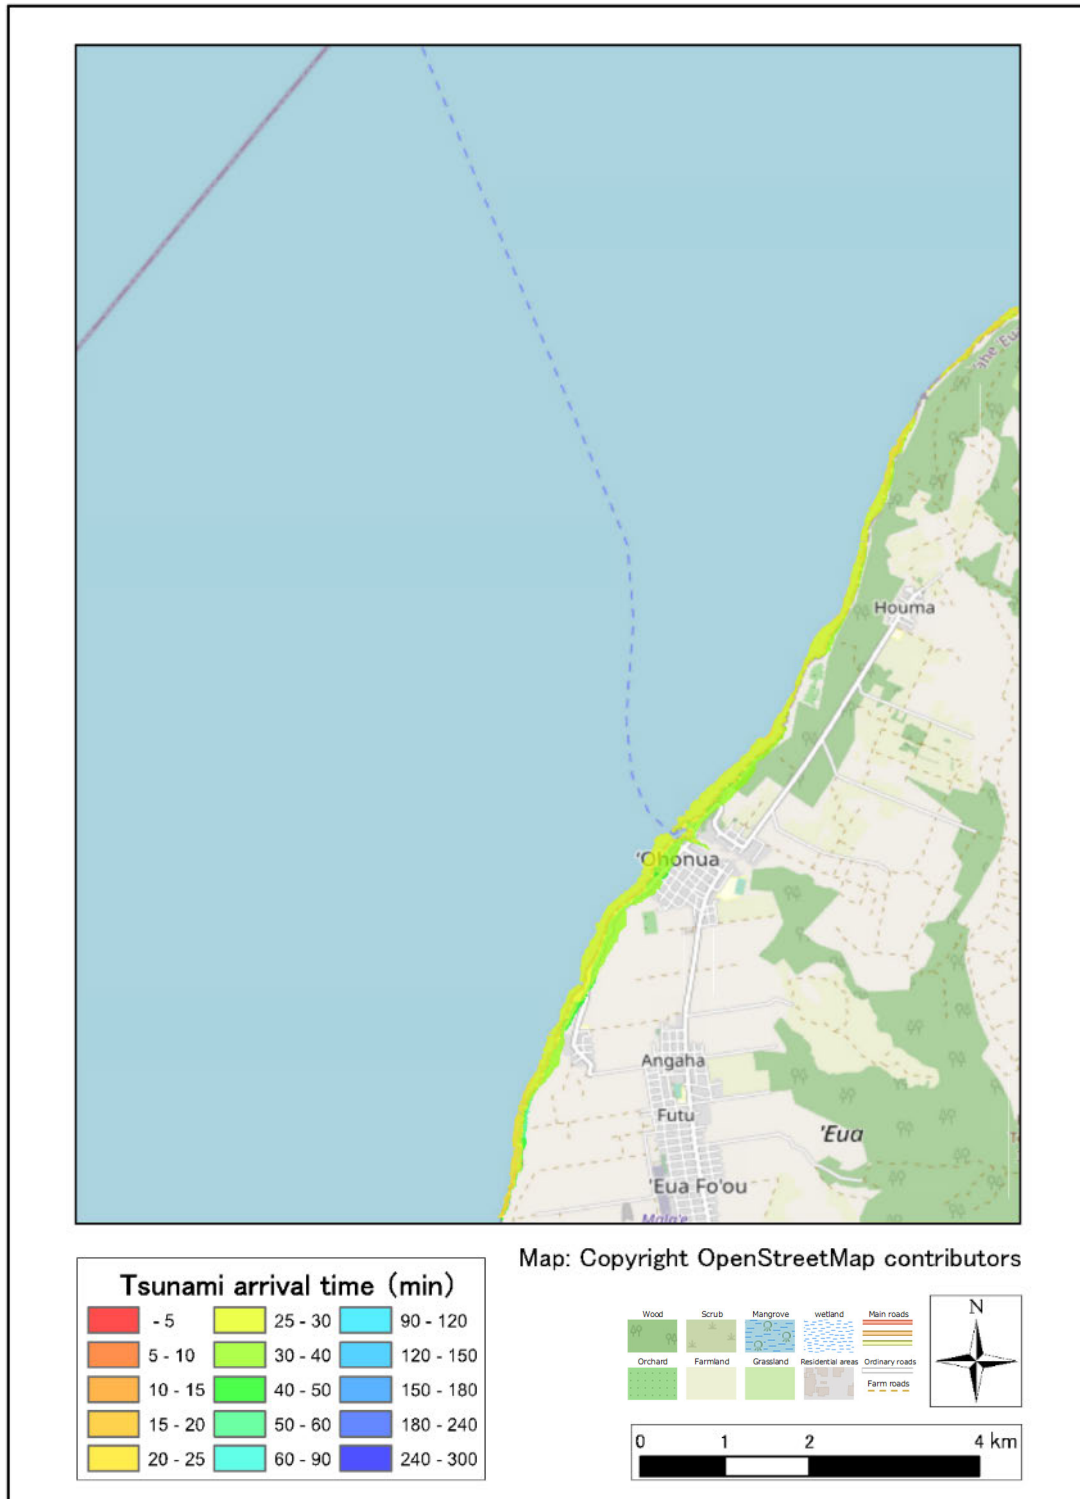 'ahe 'Eu
Houma
'Ohonua
Angaha
Futu
'Eua
'Eua Fo'ou
Mala'e
Map: Copyright OpenStreetMap contributors
Tsunami arrival time (min)
- 5
25 - 30
90 - 120
5 - 10
30 - 40
120 - 150
10 - 15
40 - 50
150 - 180
15 - 20
50 - 60
180 - 240
20 - 25
60 - 90
240 - 300
Wood
Scrub
Mangrove
wetland
Main roads
Orchard
Farmland
Grassland
Residential areas
Ordinary roads
Farm roads
N
0 1 2 4 km